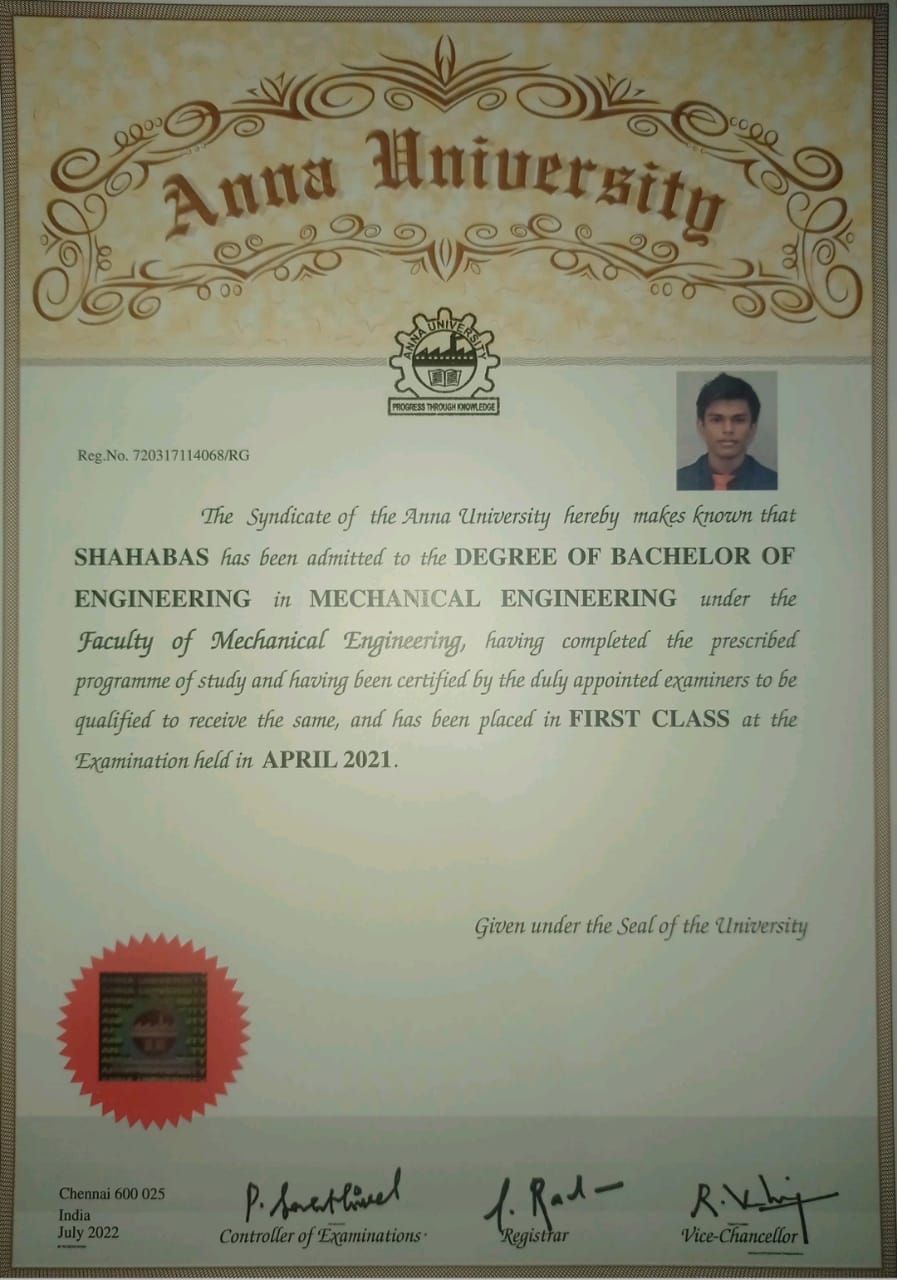 Anna University
ANNA UNIVERSITY
PROGRESS THROUGH KNOWLEDGE
Reg.No. 720317114068/RG
The Syndicate of the Anna University hereby makes known that
SHAHABAS has been admitted to the DEGREE OF BACHELOR OF
ENGINEERING in MECHANICAL ENGINEERING under the
Faculty of Mechanical Engineering, having completed the prescribed
programme of study and having been certified by the duly appointed examiners to be
qualified to receive the same, and has been placed in FIRST CLASS at the
Examination held in APRIL 2021.
Given under the Seal of the University
Chennai 600 025
India
July 2022
Controller of Examinations
Registrar
Vice-Chancellor